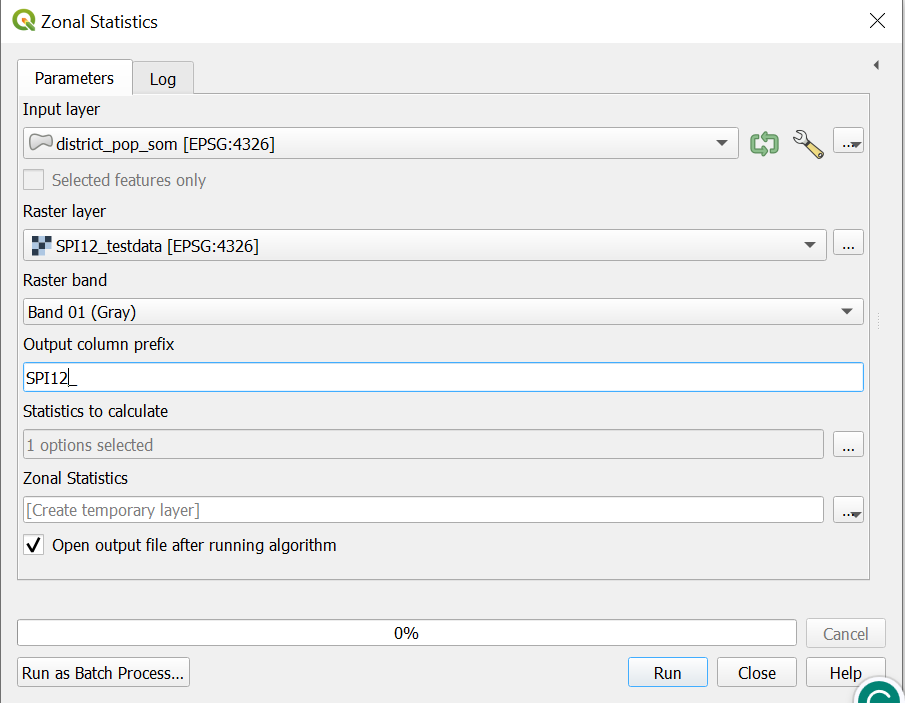 Zonal Statistics
Parameters
Log
Input layer
district_pop_som [EPSG:4326]
...
Selected features only
Raster layer
SPI12_testdata [EPSG:4326]
...
Raster band
Band 01 (Gray)
Output column prefix
SPI12_
Statistics to calculate
1 options selected
...
Zonal Statistics
[Create temporary layer]
...
Open output file after running algorithm
0%
Cancel
Run as Batch Process...
Run
Close
Help